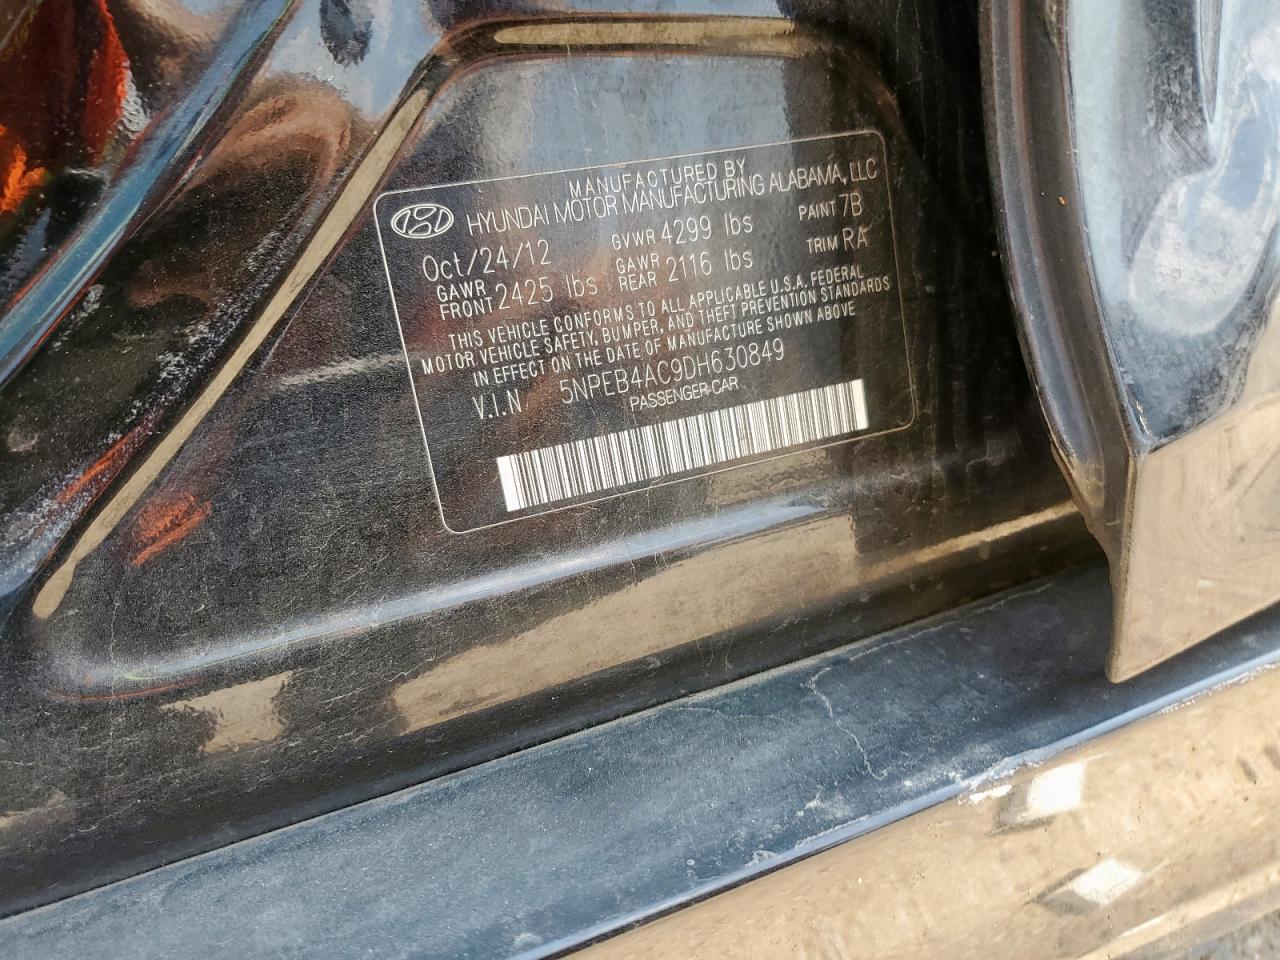 MANUFACTURED BY
HYUNDAI MOTOR MANUFACTURING ALABAMA, LLC
Oct/24/12 GVWR 4299 lbs PAINT 7B
GAWR FRONT 2425 lbs GAWR REAR 2116 lbs TRIM RA
THIS VEHICLE CONFORMS TO ALL APPLICABLE U.S.A. FEDERAL
MOTOR VEHICLE SAFETY, BUMPER, AND THEFT PREVENTION STANDARDS
IN EFFECT ON THE DATE OF MANUFACTURE SHOWN ABOVE
V.I.N 5NPEB4AC9DH630849
PASSENGER-CAR